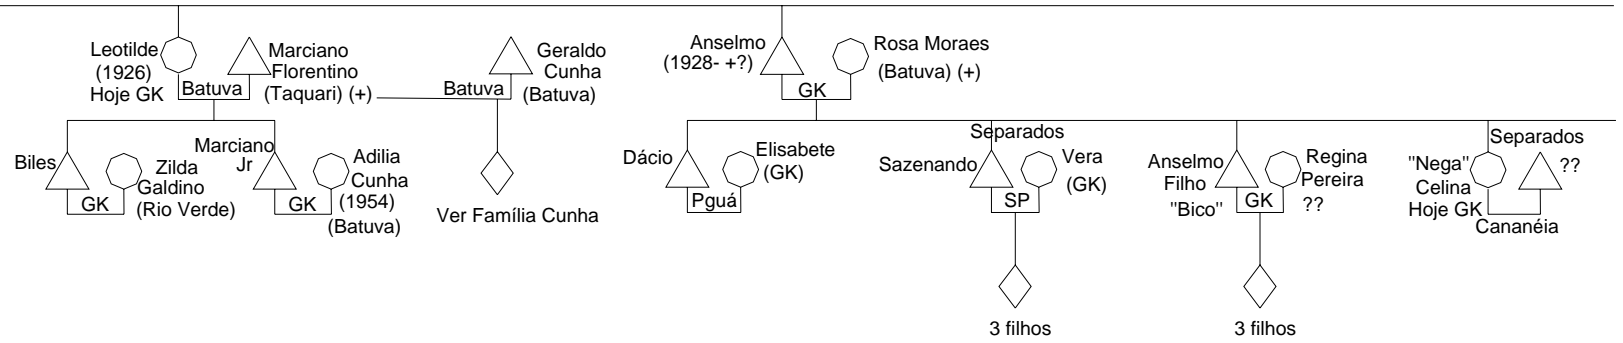 Leotilde
(1926)
Hoje GK
Batuva
Marciano
Florentino
(Taquari) (+)
Batuva
Geraldo
Cunha
(Batuva)
Anselmo
(1928- +?)
GK
Rosa Moraes
(Batuva) (+)
Biles
GK
Zilda
Galdino
(Rio Verde)
Marciano
Jr
GK
Adilia
Cunha
(1954)
(Batuva)
Ver Família Cunha
Dácio
Pguá
Elisabete
(GK)
Separados
Sazenando
SP
Vera
(GK)
3 filhos
Anselmo
Filho
"Bico"
GK
Regina
Pereira
??
3 filhos
Separados
"Nega"
Celina
Hoje GK
??
Cananéia